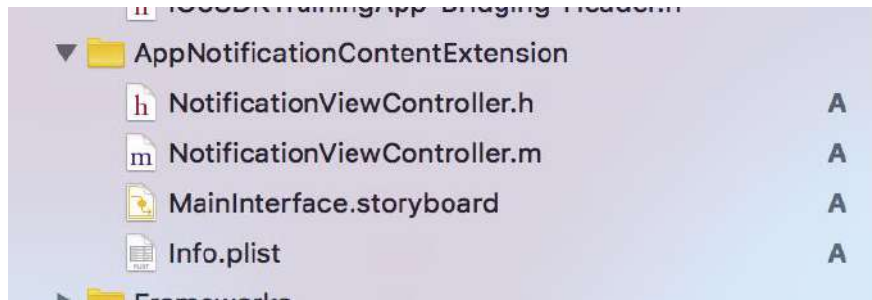 AppNotificationContentExtension
h NotificationViewController.h A
m NotificationViewController.m A
MainInterface.storyboard A
Info.plist A